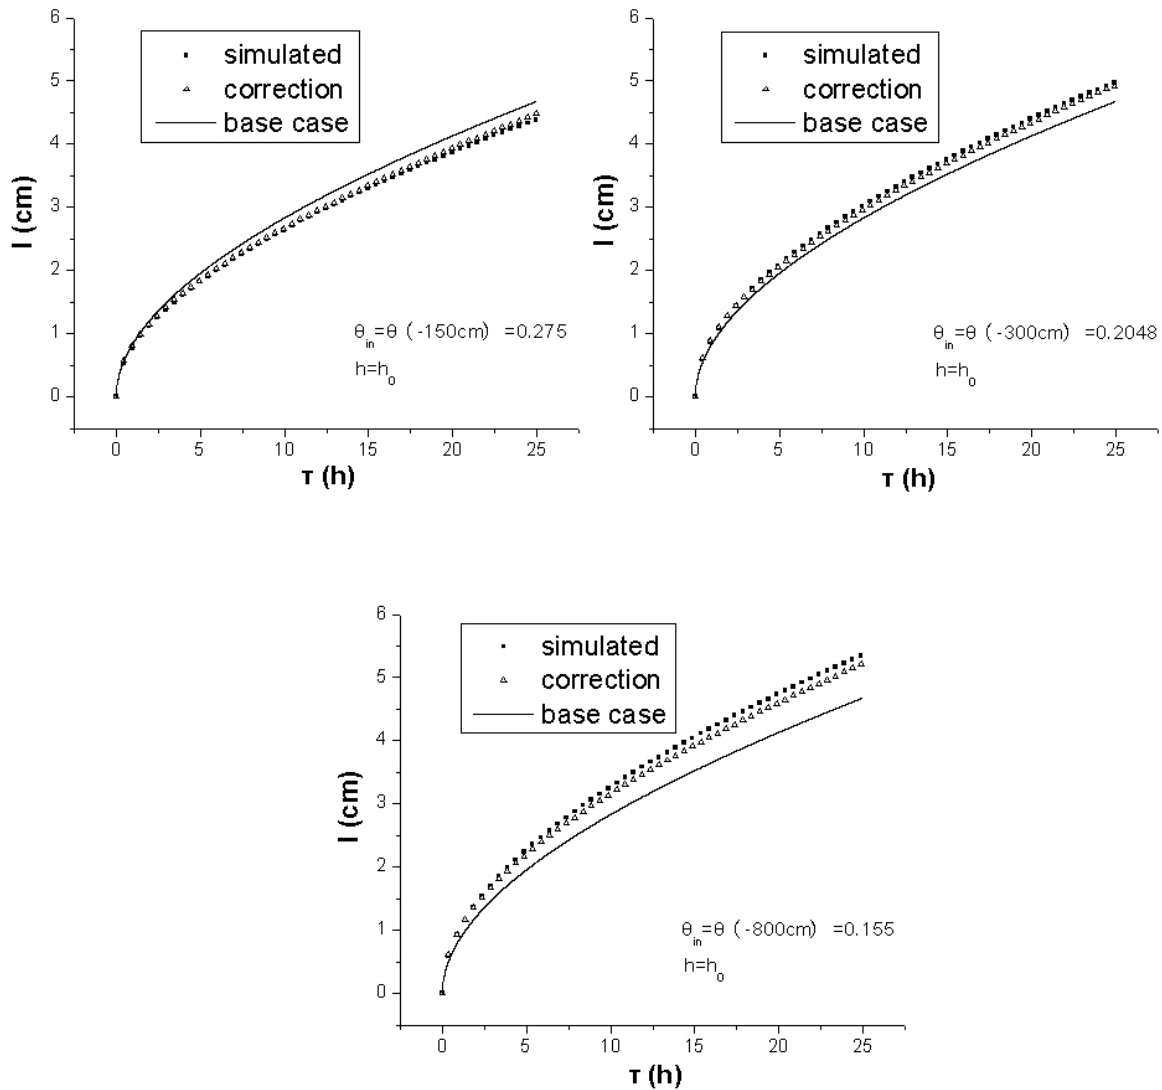 6
5
4
3
2
1
0
I (cm)
simulated
correction
base case
θin=θ (-150cm) =0.275
h=h0
0 5 10 15 20 25
τ (h)
6
5
4
3
2
1
0
I (cm)
simulated
correction
base case
θin=θ (-300cm) =0.2048
h=h0
0 5 10 15 20 25
τ (h)
6
5
4
3
2
1
0
I (cm)
simulated
correction
base case
θin=θ (-800cm) =0.155
h=h0
0 5 10 15 20 25
τ (h)